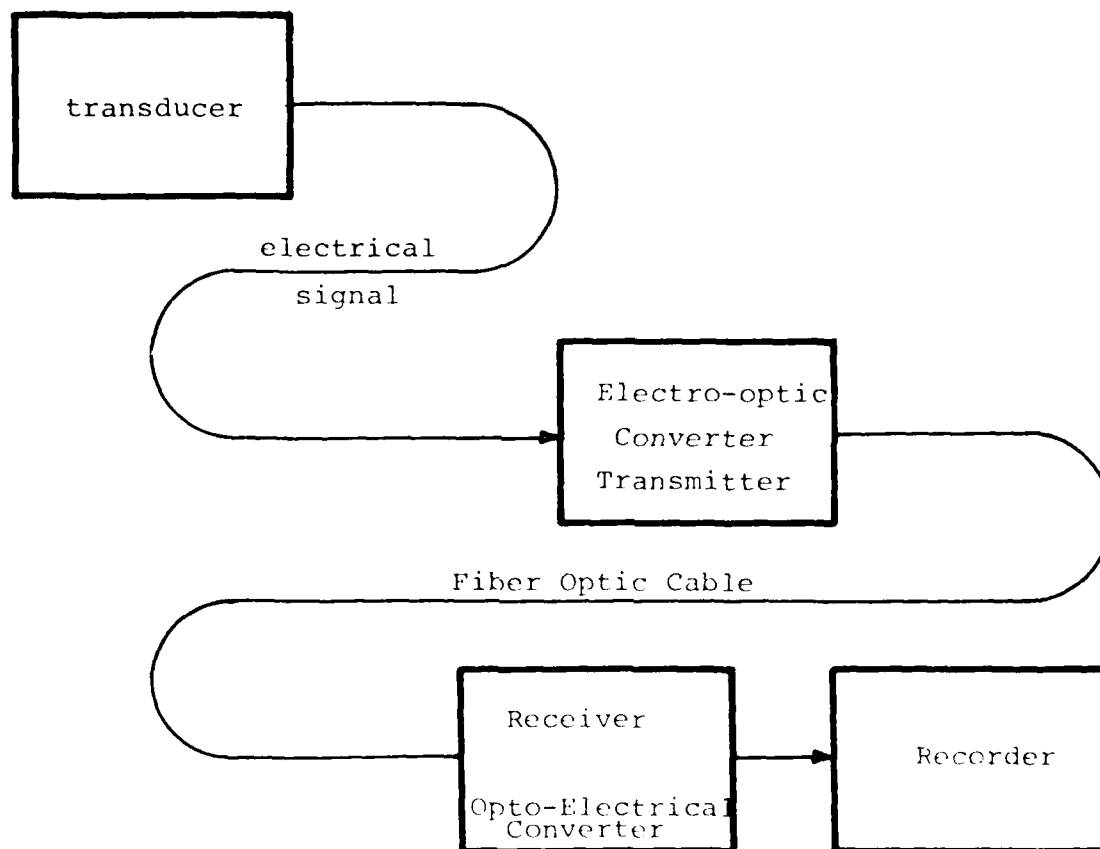 transducer
electrical
signal
Electro-optic
Converter
Transmitter
Fiber Optic Cable
Receiver
Opto-Electrical
Converter
Recorder